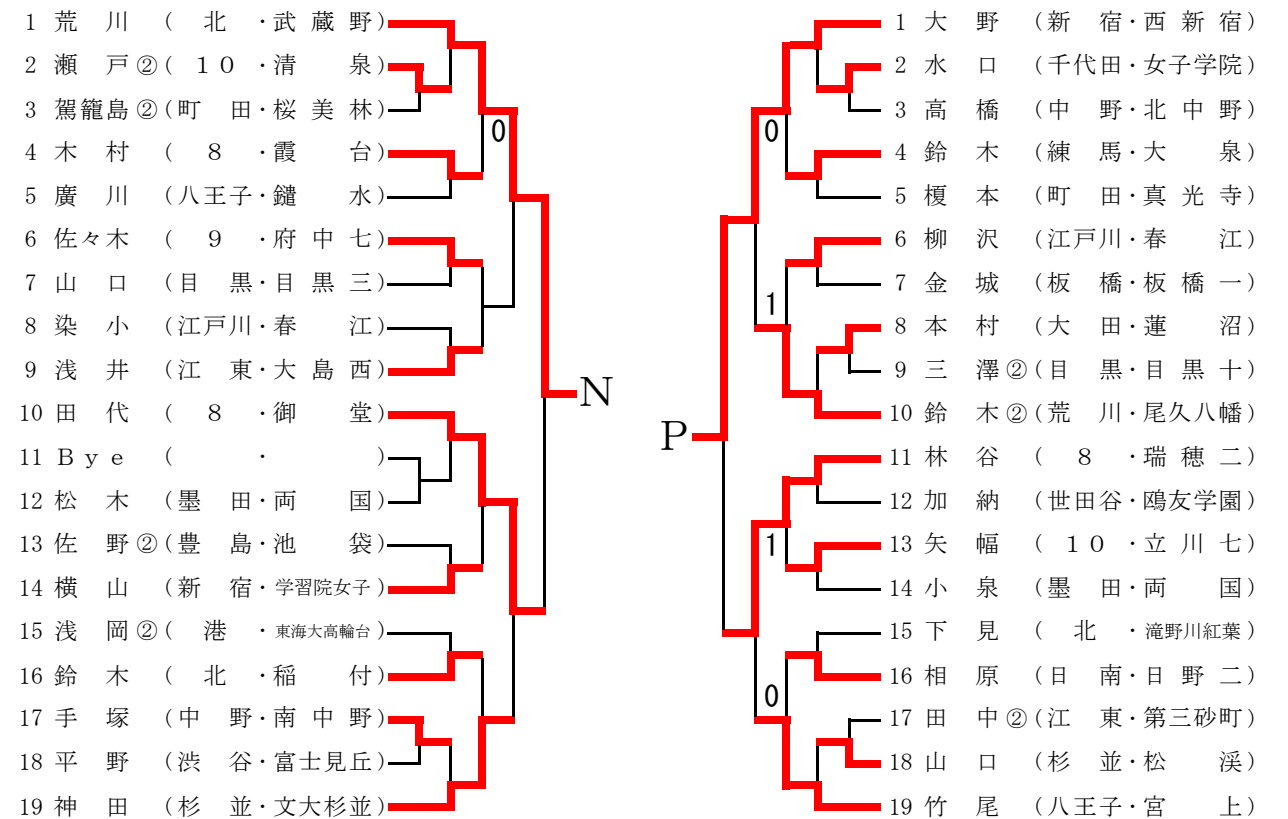 1 荒川 (北・武蔵野)
2 瀬戸② (10・清泉)
3 駕籠島② (町田・桜美林)
4 木村 (8・霞台)
5 廣川 (八王子・鑓水)
6 佐々木 (9・府中七)
7 山口 (目黒・目黒三)
8 染小 (江戸川・春江)
9 浅井 (江東・大島西)
10 田代 (8・御堂)
11 Bye (・)
12 松木 (墨田・両国)
13 佐野② (豊島・池袋)
14 横山 (新宿・学習院女子)
15 浅岡② (港・東海大高輪台)
16 鈴木 (北・稲付)
17 手塚 (中野・南中野)
18 平野 (渋谷・富士見丘)
19 神田 (杉並・文大杉並)
0
N
1 大野 (新宿・西新宿)
2 水口 (千代田・女子学院)
3 高橋 (中野・北中野)
4 鈴木 (練馬・大泉)
5 榎本 (町田・真光寺)
6 柳沢 (江戸川・春江)
7 金城 (板橋・板橋一)
8 本村 (大田・蓮沼)
9 三澤② (目黒・目黒十)
10 鈴木② (荒川・尾久八幡)
11 林谷 (8・瑞穂二)
12 加納 (世田谷・鴎友学園)
13 矢幅 (10・立川七)
14 小泉 (墨田・両国)
15 下見 (北・滝野川紅葉)
16 相原 (日南・日野二)
17 田中② (江東・第三砂町)
18 山口 (杉並・松渓)
19 竹尾 (八王子・宮上)
0
1
P
1
0